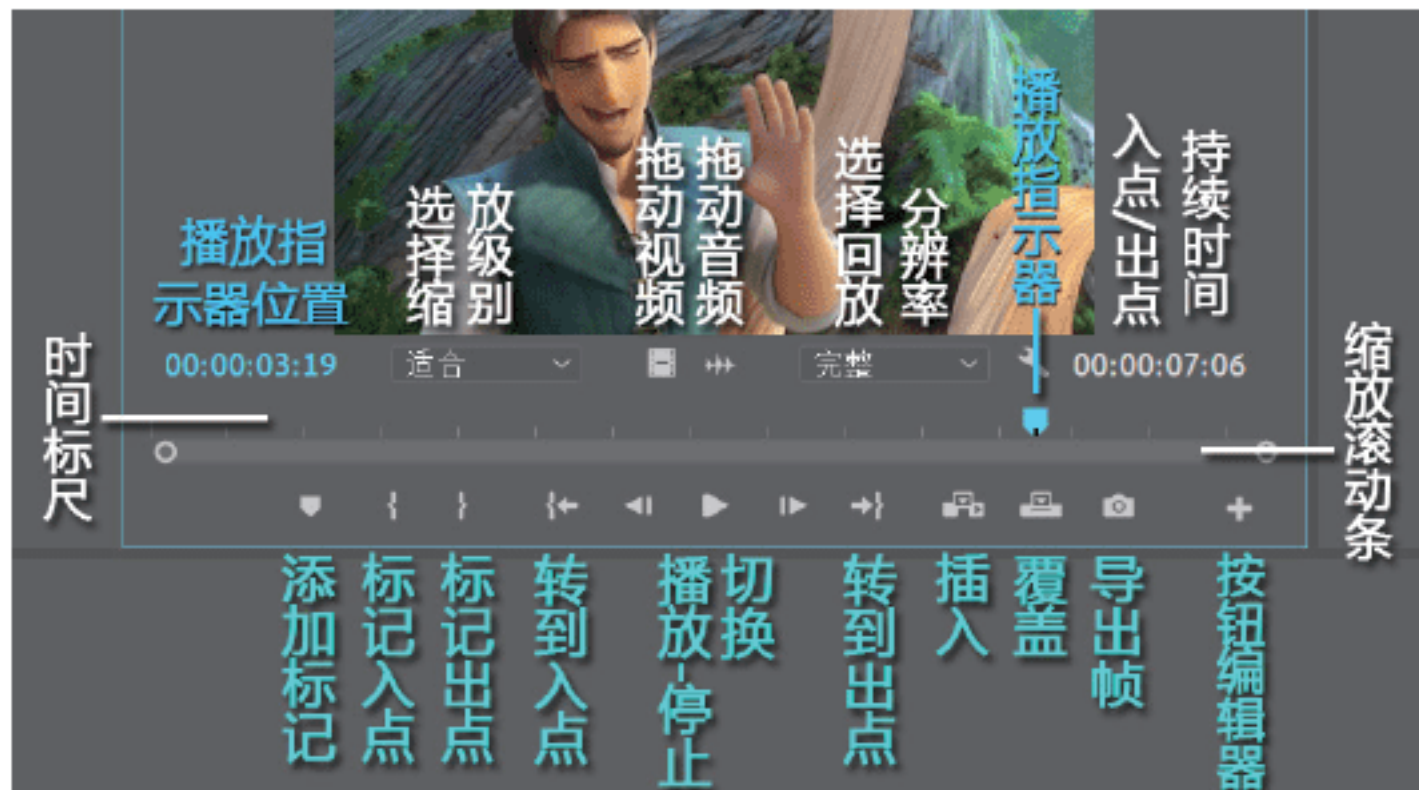 播放指
示器位置
选择缩
放级别
拖动视频
拖动音频
选择回放
分辨率
播放指示器
入点/出点
持续时间
时间标尺
00:00:03:19
适合
完整
00:00:07:06
缩放滚动条
添加标记
标记入点
标记出点
转到入点
播放-停止
切换
转到出点
插入
覆盖
导出帧
按钮编辑器